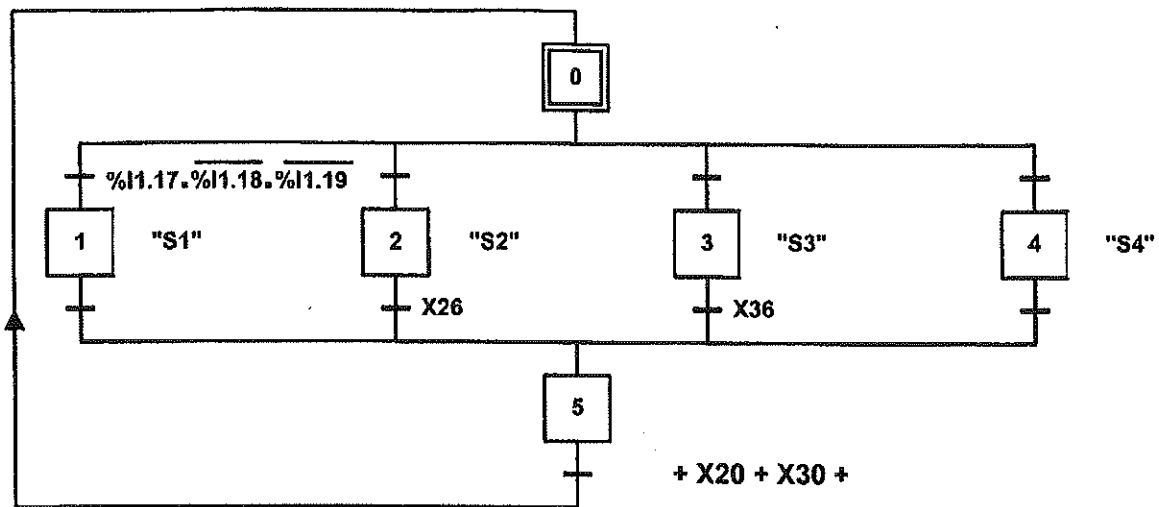 0
%I1.17.%I1.18.%I1.19
1 "S1" 2 "S2" 3 "S3" 4 "S4"
X26 X36
5
+ X20 + X30 +